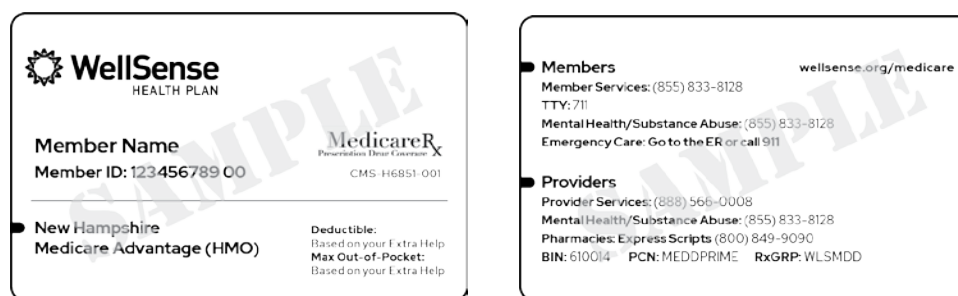 WellSense
HEALTH PLAN
Member Name
Member ID: 123456789 00
MedicareRx
Prescription Drug Coverage
CMS-H6851-001
New Hampshire
Medicare Advantage (HMO)
Deductible:
Based on your Extra Help
Max Out-of-Pocket:
Based on your Extra Help
SAMPLE
Members
wellsense.org/medicare
Member Services: (855) 833-8128
TTY: 711
Mental Health/Substance Abuse: (855) 833-8128
Emergency Care: Go to the ER or call 911
Providers
Provider Services: (888) 566-0008
Mental Health/Substance Abuse: (855) 833-8128
Pharmacies: Express Scripts (800) 849-9090
BIN: 610014 PCN: MEDDPRIME RxGRP: WLSMDD
SAMPLE